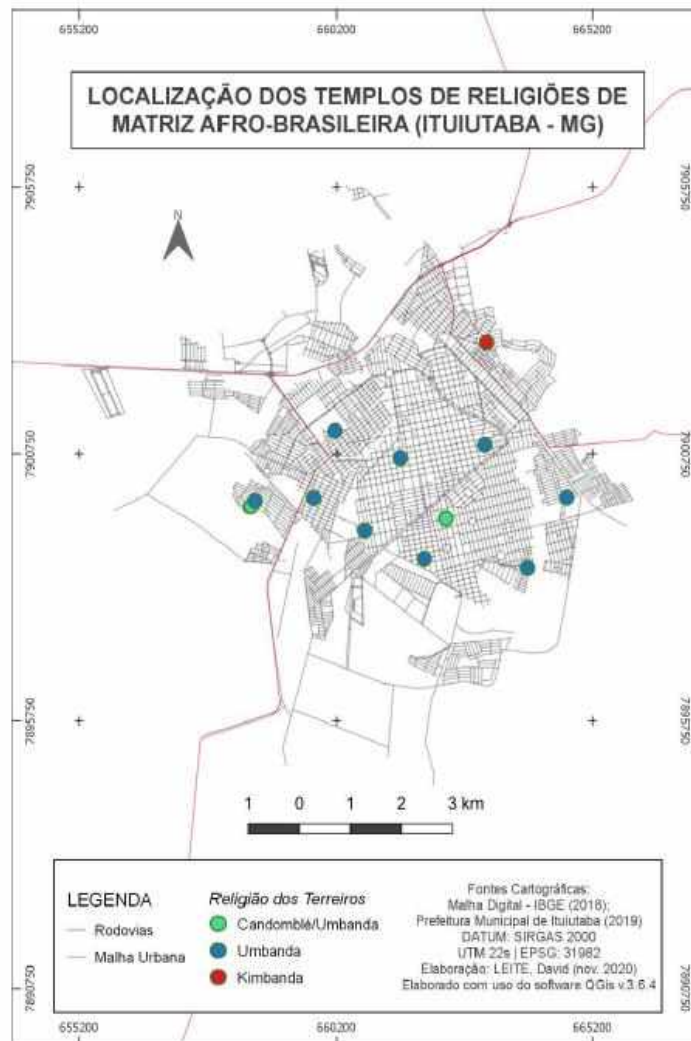 655200 660200 665200
LOCALIZAÇÃO DOS TEMPLOS DE RELIGIÕES DE
MATRIZ AFRO-BRASILEIRA (ITUIUTABA - MG)
7905750 7905750
N
7900750 7900750
7895750 7895750
1 0 1 2 3 km
LEGENDA
Rodovias
Malha Urbana
Religião dos Terreiros
Candomblé/Umbanda
Umbanda
Kimbanda
Fontes Cartográficas:
Malha Digital - IBGE (2018);
Prefeitura Municipal de Ituiutaba (2019)
DATUM: SIRGAS 2000
UTM 22s | EPSG: 31982
Elaboração: LEITE, David (nov. 2020)
Elaborado com uso do software QGis v.3.6.4
7890750 7890750
655200 660200 665200